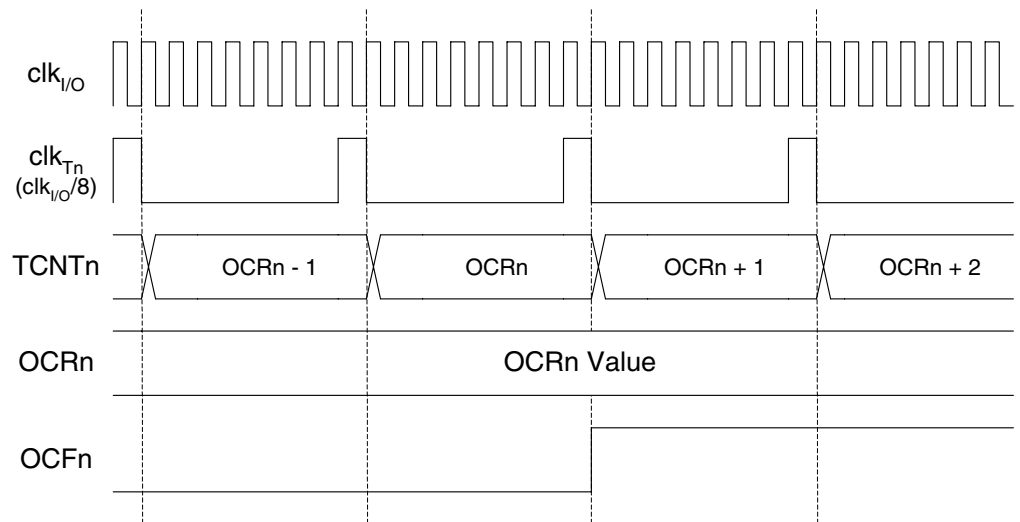 clkI/O
clkTn
(clkI/O/8)
TCNTn
OCRn - 1
OCRn
OCRn + 1
OCRn + 2
OCRn
OCRn Value
OCFn